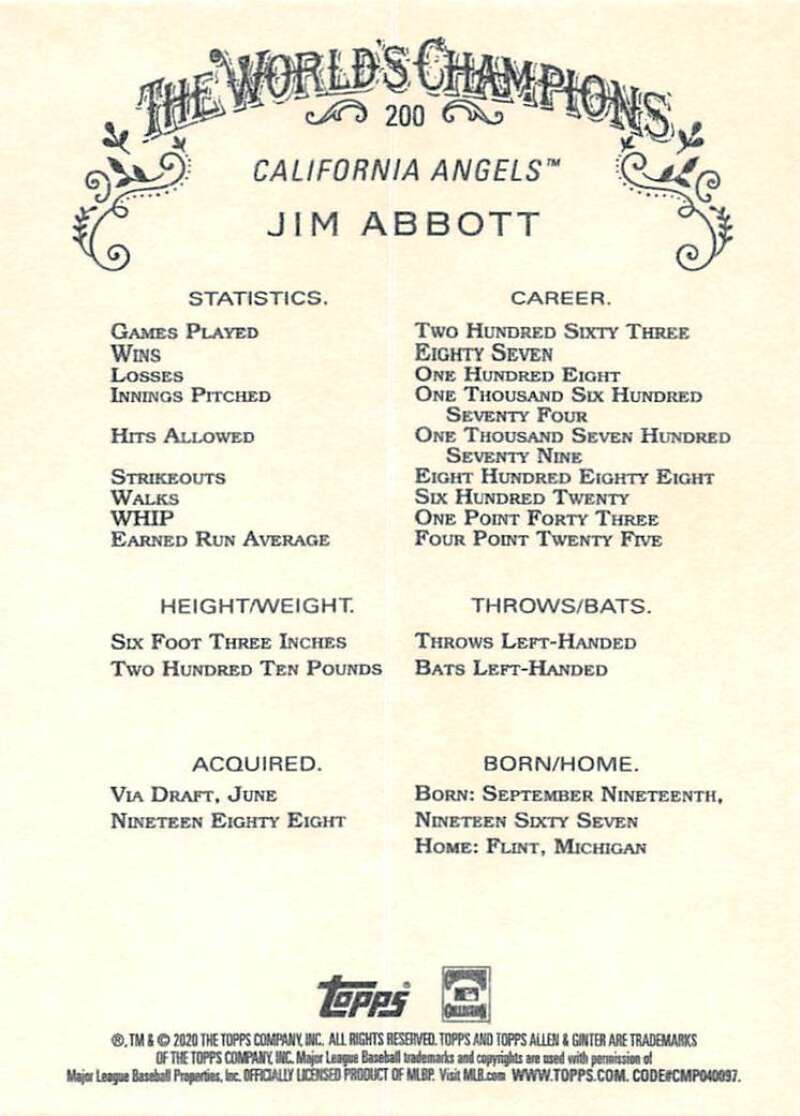 THE WORLD'S CHAMPIONS
200
CALIFORNIA ANGELS™
JIM ABBOTT
STATISTICS. CAREER.
GAMES PLAYED TWO HUNDRED SIXTY THREE
WINS EIGHTY SEVEN
LOSSES ONE HUNDRED EIGHT
INNINGS PITCHED ONE THOUSAND SIX HUNDRED
SEVENTY FOUR
HITS ALLOWED ONE THOUSAND SEVEN HUNDRED
SEVENTY NINE
STRIKEOUTS EIGHT HUNDRED EIGHTY EIGHT
WALKS SIX HUNDRED TWENTY
WHIP ONE POINT FORTY THREE
EARNED RUN AVERAGE FOUR POINT TWENTY FIVE
HEIGHT/WEIGHT.
SIX FOOT THREE INCHES
TWO HUNDRED TEN POUNDS
THROWS/BATS.
THROWS LEFT-HANDED
BATS LEFT-HANDED
ACQUIRED.
VIA DRAFT, JUNE
NINETEEN EIGHTY EIGHT
BORN/HOME.
BORN: SEPTEMBER NINETEENTH,
NINETEEN SIXTY SEVEN
HOME: FLINT, MICHIGAN
topps®
COOPERSTOWN
COLLECTION
®, TM & © 2020 THE TOPPS COMPANY, INC. ALL RIGHTS RESERVED. TOPPS AND TOPPS ALLEN & GINTER ARE TRADEMARKS
OF THE TOPPS COMPANY, INC. Major League Baseball trademarks and copyrights are used with permission of
Major League Baseball Properties, Inc. OFFICIALLY LICENSED PRODUCT OF MLBP. Visit MLB.com WWW.TOPPS.COM. CODE#CMP040097.